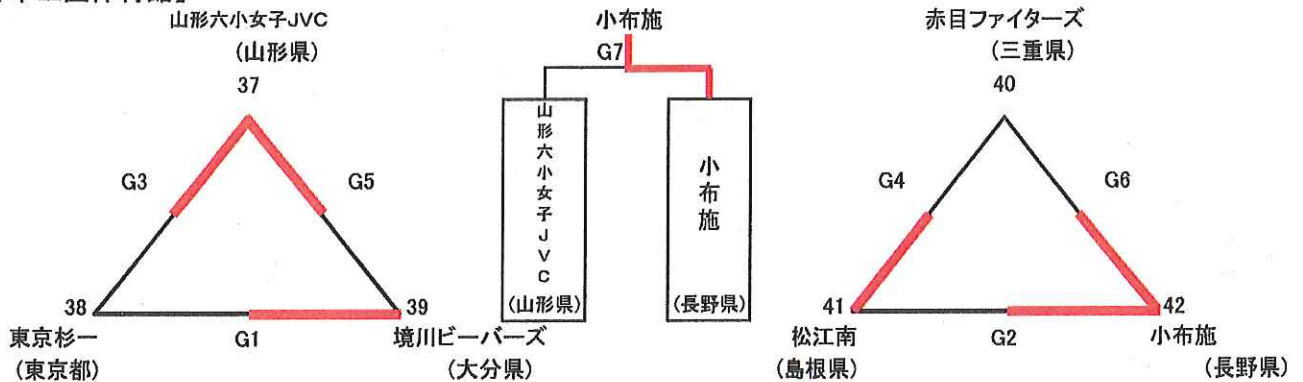 山形六小女子JVC
(山形県)
37
G3
G5
38
39
東京杉一
(東京都)
G1
境川ビーバーズ
(大分県)
小布施
G7
山形六小女子JVC
(山形県)
小布施
(長野県)
赤目ファイターズ
(三重県)
40
G4
G6
41
42
松江南
(島根県)
G2
小布施
(長野県)